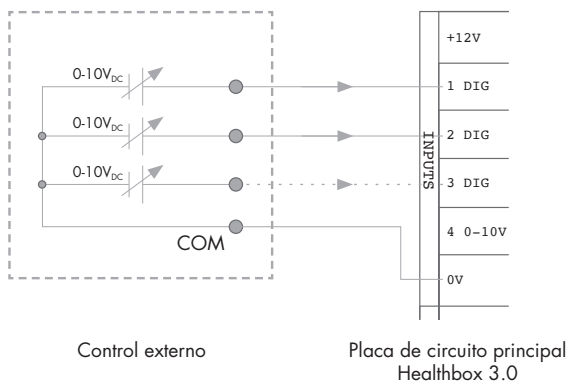 +12V
0-10VDC
1 DIG
0-10VDC
2 DIG
INPUTS
0-10VDC
3 DIG
4 0-10V
COM
0V
Control externo
Placa de circuito principal
Healthbox 3.0